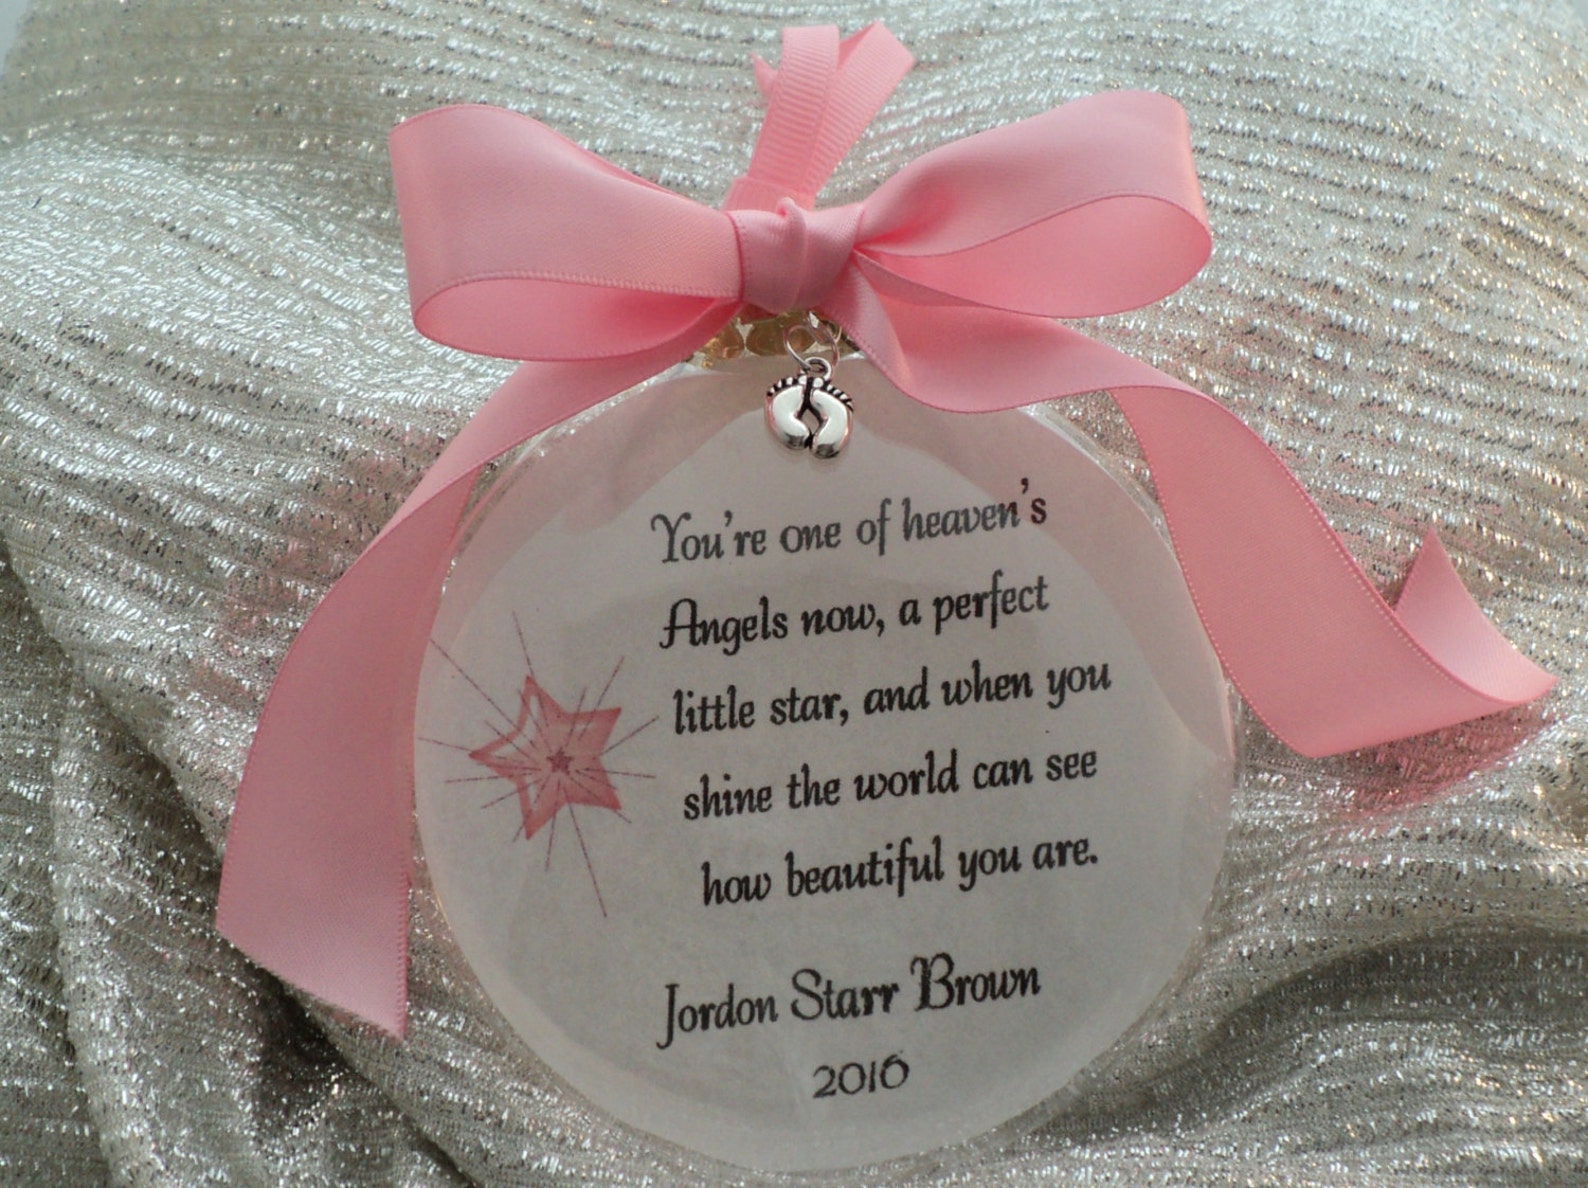 You're one of heaven's
Angels now, a perfect
little star, and when you
shine the world can see
how beautiful you are.
Jordon Starr Brown
2016